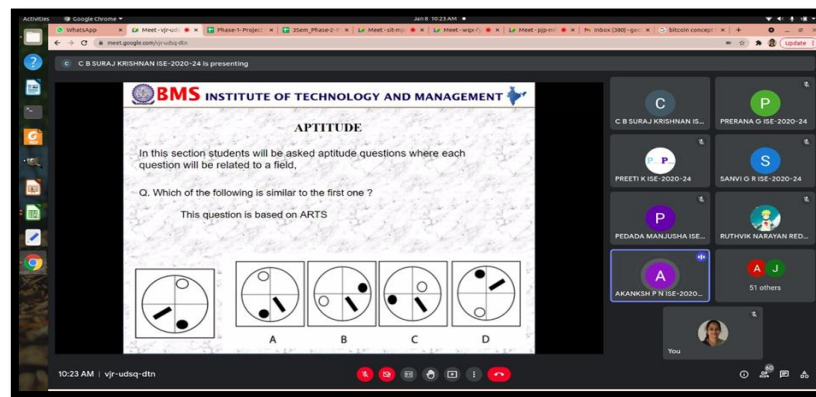 Activities
Google Chrome
Jan 8 10:23 AM
WhatsApp
Meet - vjr-ud
Phase-1- Project
Inbox (380)
bitcoin concept
meet.google.com/vjr-udsq-dtn
Update
C B SURAJ KRISHNAN ISE-2020-24 is presenting
BMS INSTITUTE OF TECHNOLOGY AND MANAGEMENT
APTITUDE
In this section students will be asked aptitude questions where each
question will be related to a field,
Q. Which of the following is similar to the first one ?
This question is based on ARTS
A
B
C
D
C
C B SURAJ KRISHNAN IS...
P
PRERANA G ISE-2020-24
P
PREETI K ISE-2020-24
S
SANVI G R ISE-2020-24
P
PEDADA MANJUSHA ISE...
RUTHVIK NARAYAN RED...
A
AKANKSH P N ISE-2020...
A J
51 others
You
10:23 AM | vjr-udsq-dtn
60